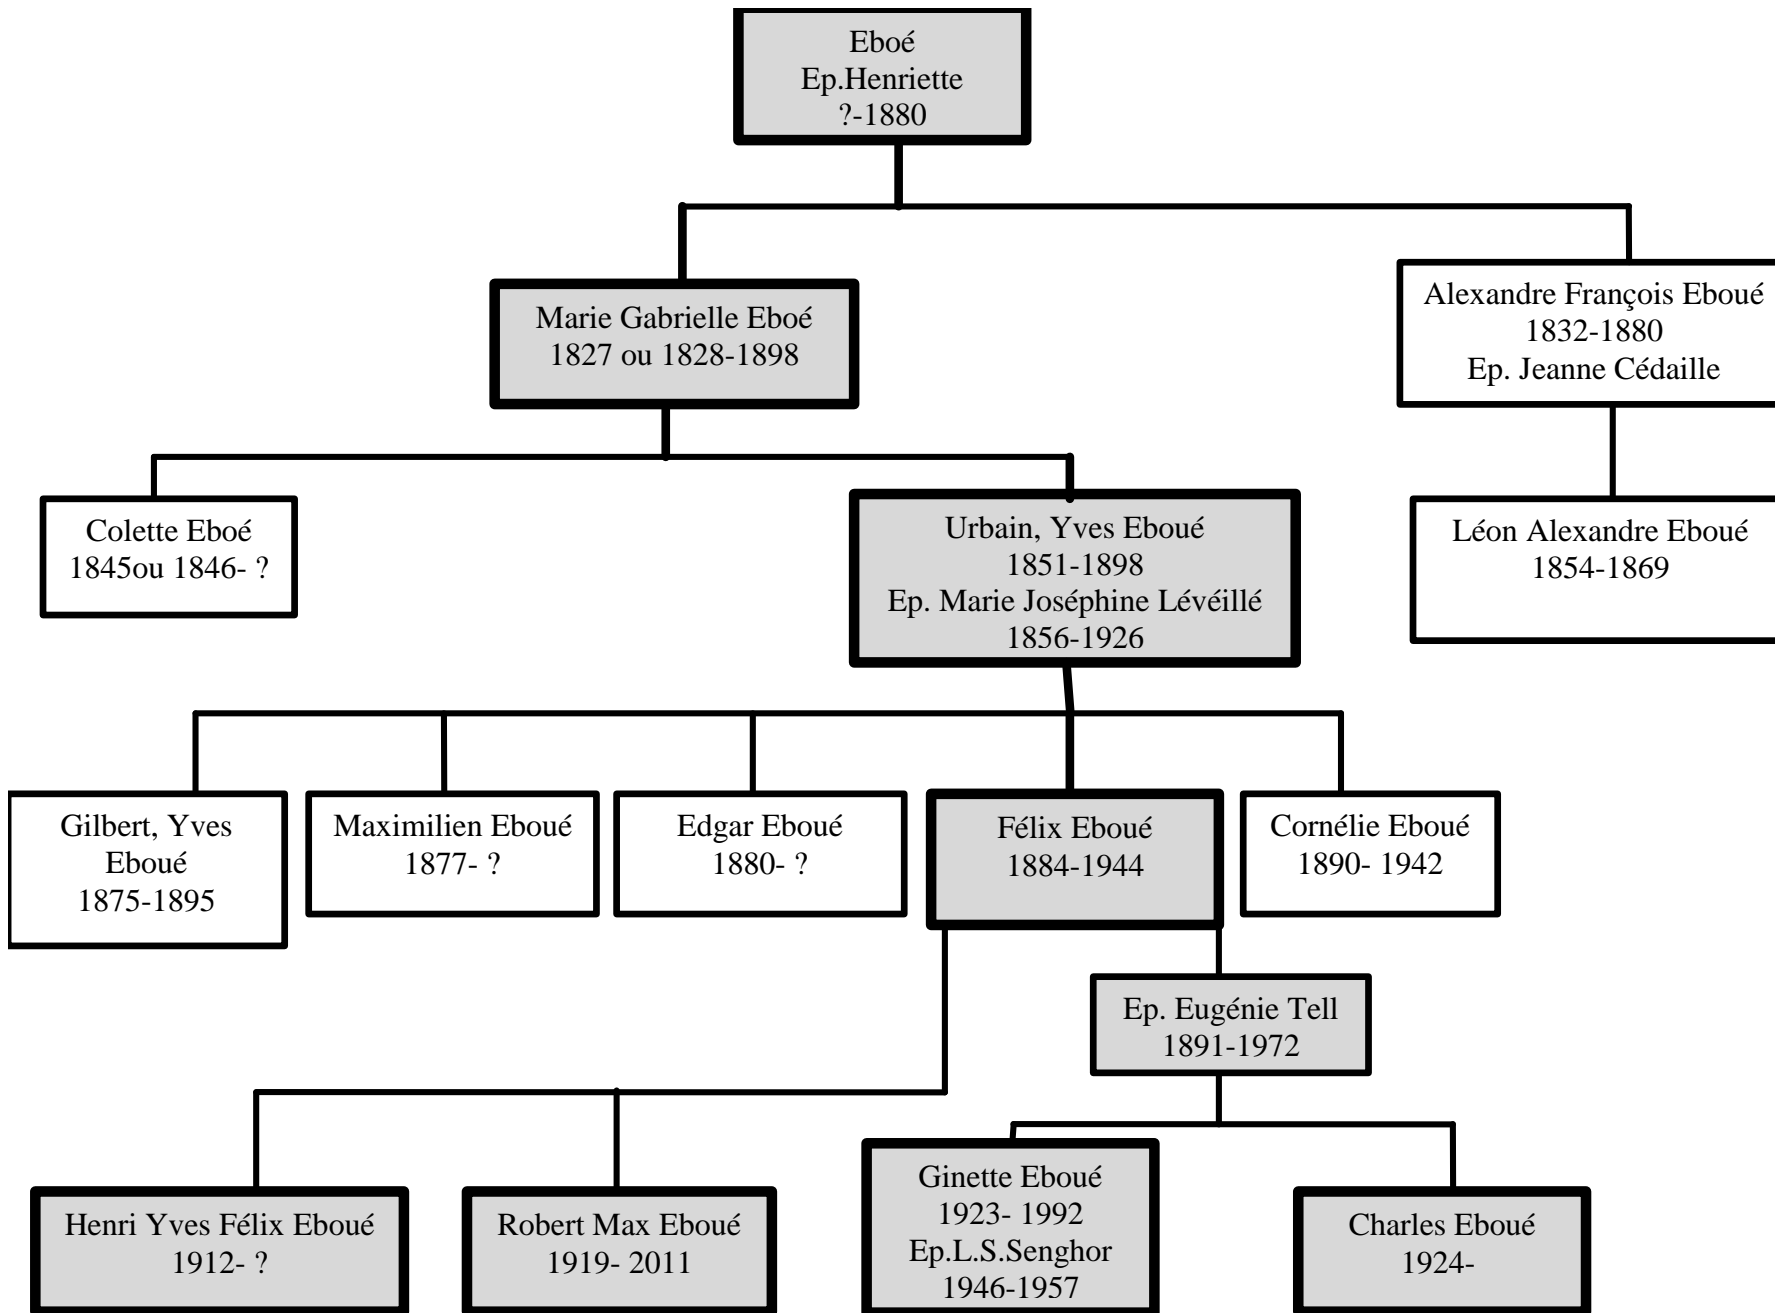 Eboé
Ep.Henriette
?-1880
Marie Gabrielle Eboé
1827 ou 1828-1898
Alexandre François Eboué
1832-1880
Ep. Jeanne Cédaille
Colette Eboé
1845ou 1846- ?
Urbain, Yves Eboué
1851-1898
Ep. Marie Joséphine Lévéillé
1856-1926
Léon Alexandre Eboué
1854-1869
Gilbert, Yves
Eboué
1875-1895
Maximilien Eboué
1877- ?
Edgar Eboué
1880- ?
Félix Eboué
1884-1944
Cornélie Eboué
1890- 1942
Ep. Eugénie Tell
1891-1972
Henri Yves Félix Eboué
1912- ?
Robert Max Eboué
1919- 2011
Ginette Eboué
1923- 1992
Ep.L.S.Senghor
1946-1957
Charles Eboué
1924-